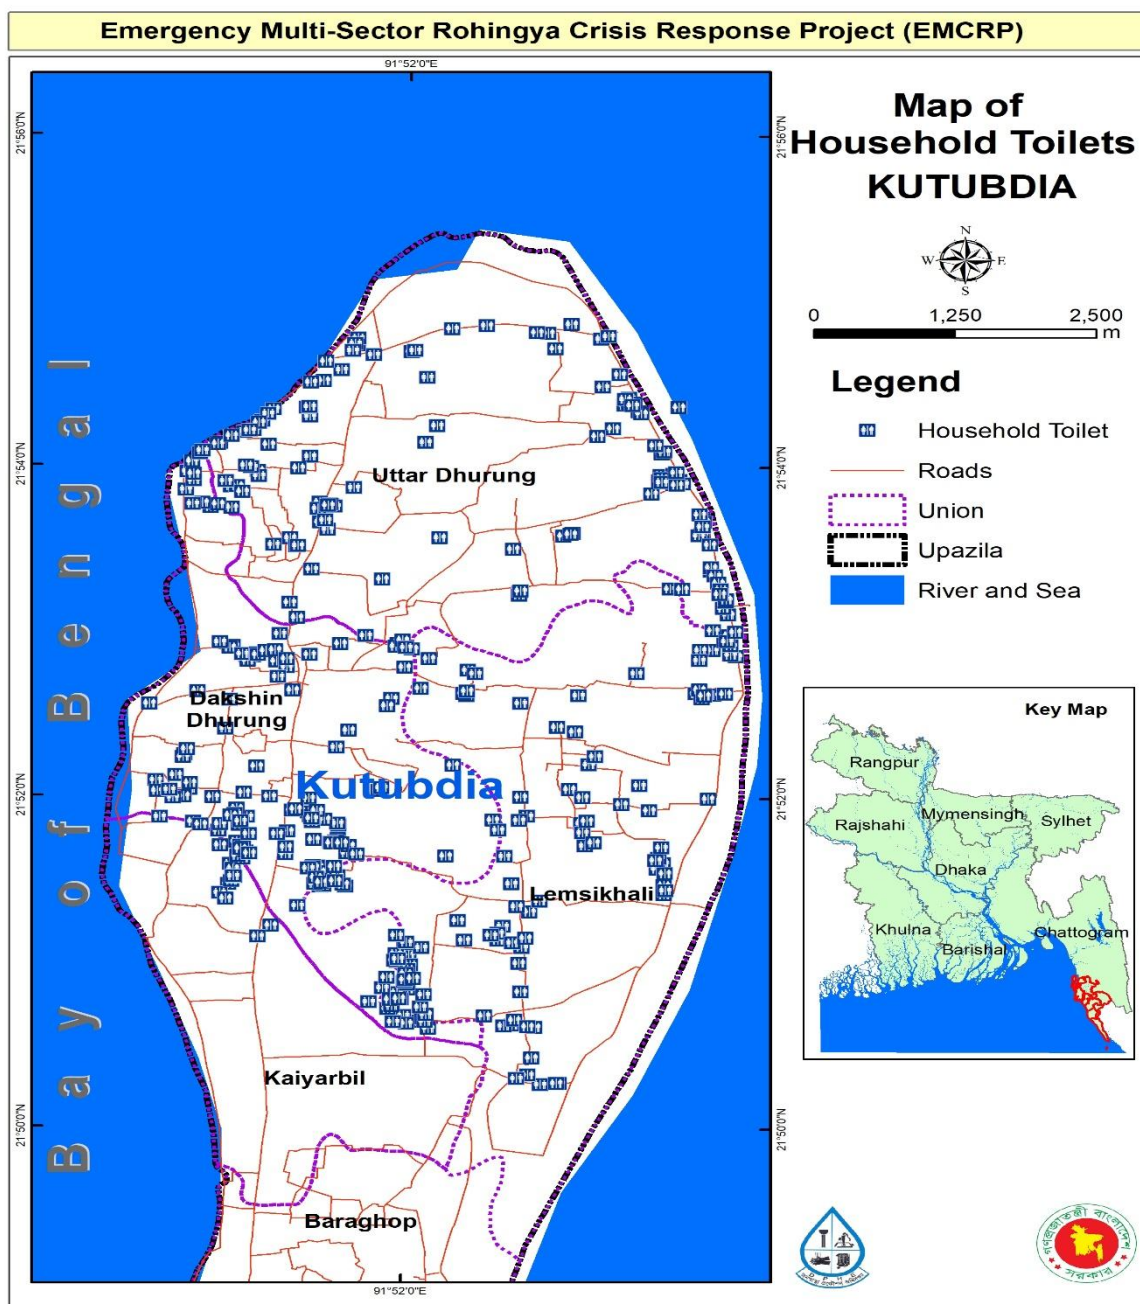 Emergency Multi-Sector Rohingya Crisis Response Project (EMCRP)
91°52'0"E
Map of
Household Toilets
KUTUBDIA
N
W E
S
0 1,250 2,500
m
Legend
Household Toilet
Roads
Union
Upazila
River and Sea
21°56'0"N
21°56'0"N
21°54'0"N
21°54'0"N
21°52'0"N
21°52'0"N
21°50'0"N
21°50'0"N
Bay of Bengal
Uttar Dhurung
Dakshin
Dhurung
Kutubdia
Lemsikhali
Kaiyarbil
Baraghop
91°52'0"E
Key Map
Rangpur
Rajshahi
Mymensingh
Sylhet
Dhaka
Khulna
Barishal
Chattogram
গণপ্রজাতন্ত্রী বাংলাদেশ
সরকার